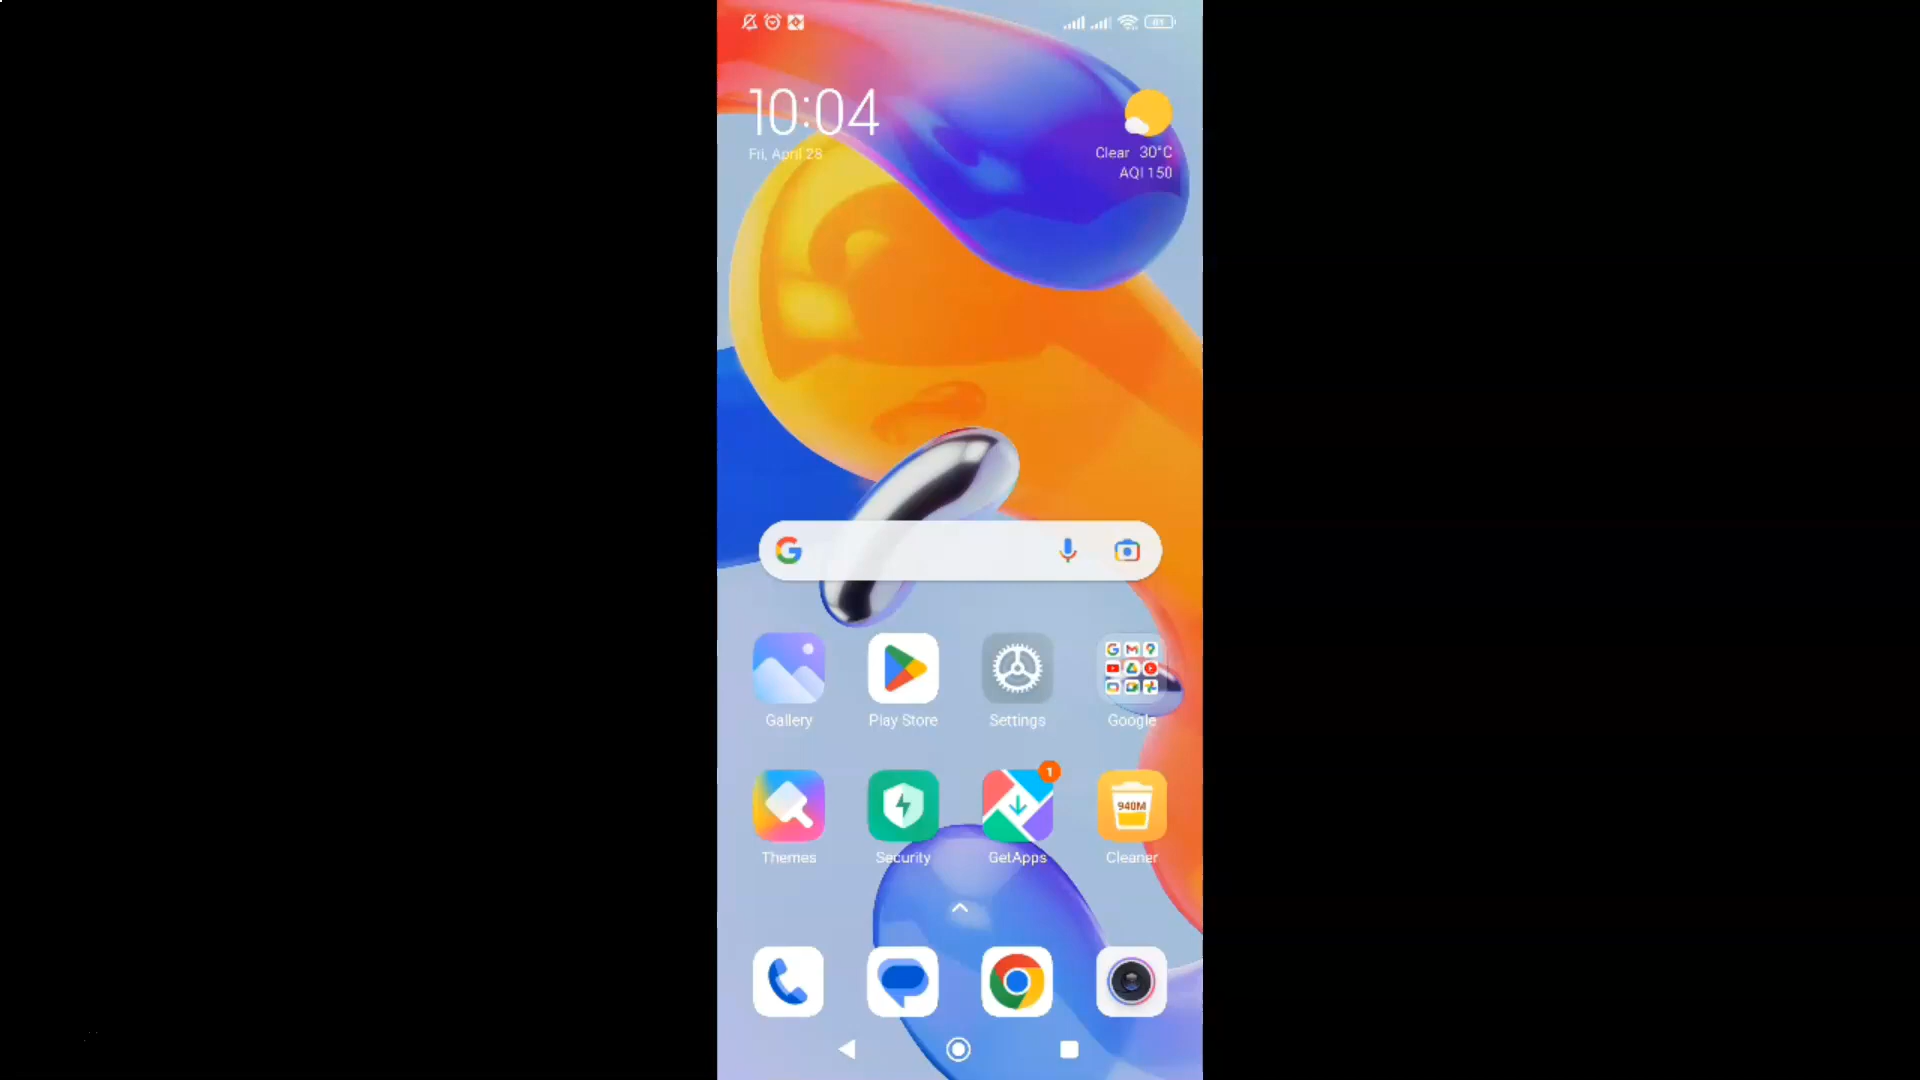 10:04
Fri, April 28
Clear 30°C
AQI 150
Gallery
Play Store
Settings
Google
1
940M
Themes
Security
GetApps
Cleaner